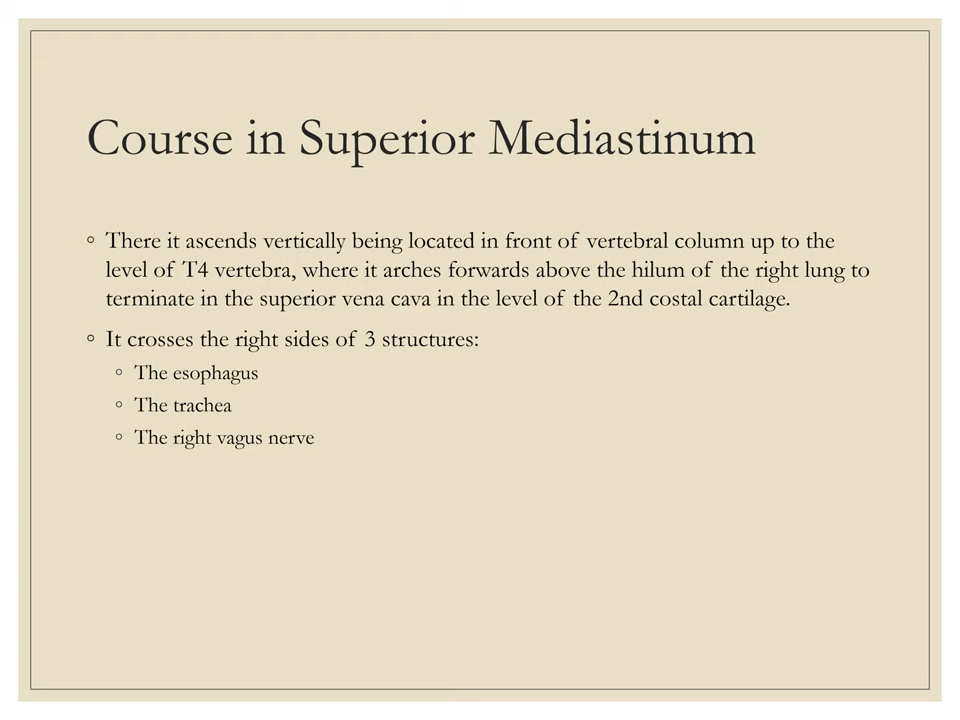 Course in Superior Mediastinum
◦ There it ascends vertically being located in front of vertebral column up to the
level of T4 vertebra, where it arches forwards above the hilum of the right lung to
terminate in the superior vena cava in the level of the 2nd costal cartilage.
◦ It crosses the right sides of 3 structures:
◦ The esophagus
◦ The trachea
◦ The right vagus nerve